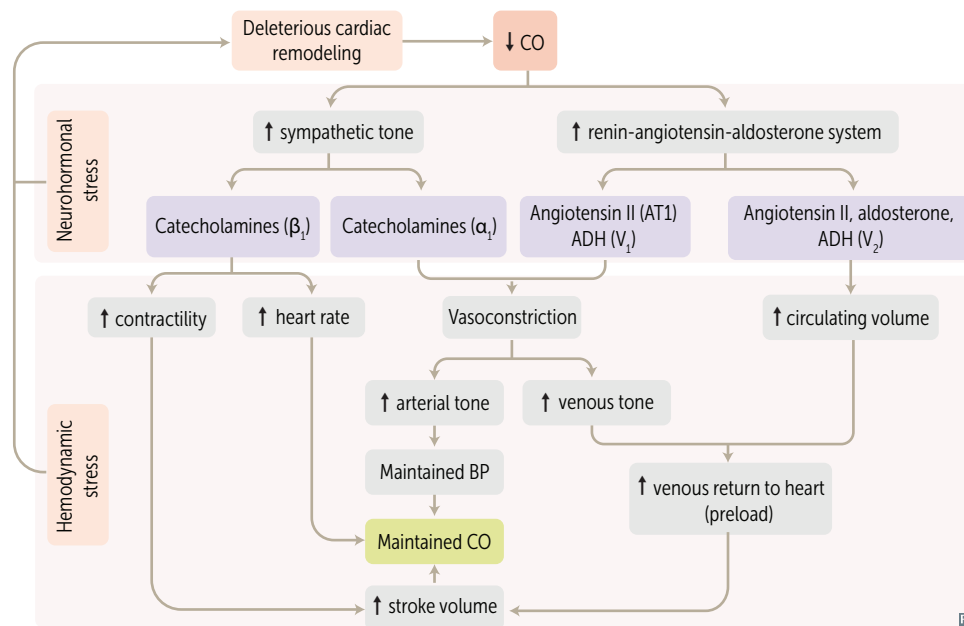 Deleterious cardiac
remodeling
↓ CO
Neurohormonal
stress
↑ sympathetic tone
↑ renin-angiotensin-aldosterone system
Catecholamines (β₁)
Catecholamines (α₁)
Angiotensin II (AT1)
ADH (V₁)
Angiotensin II, aldosterone,
ADH (V₂)
Hemodynamic
stress
↑ contractility
↑ heart rate
Vasoconstriction
↑ circulating volume
↑ arterial tone
↑ venous tone
Maintained BP
↑ venous return to heart
(preload)
Maintained CO
↑ stroke volume